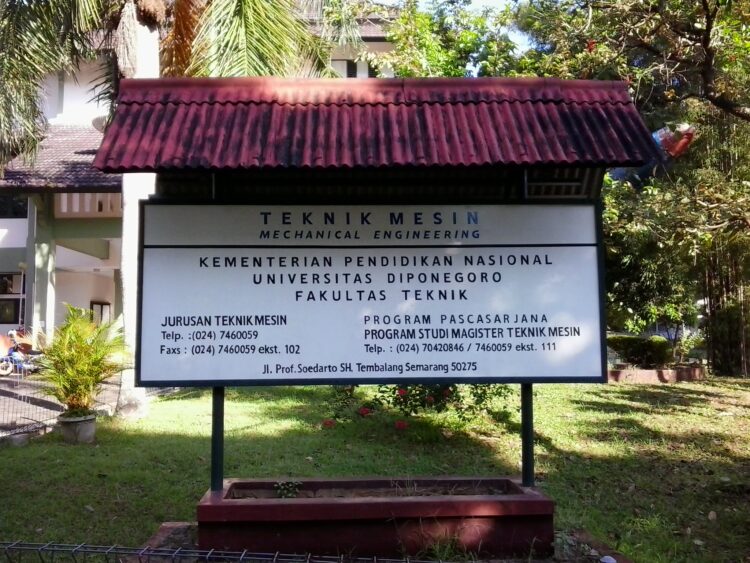 TEKNIK MESIN
MECHANICAL ENGINEERING
KEMENTERIAN PENDIDIKAN NASIONAL
UNIVERSITAS DIPONEGORO
FAKULTAS TEKNIK
JURUSAN TEKNIK MESIN
Telp. :(024) 7460059
Faxs : (024) 7460059 ekst. 102
PROGRAM PASCASARJANA
PROGRAM STUDI MAGISTER TEKNIK MESIN
Telp. : (024) 70420846 / 7460059 ekst. 111
Jl. Prof.Soedarto SH. Tembalang Semarang 50275